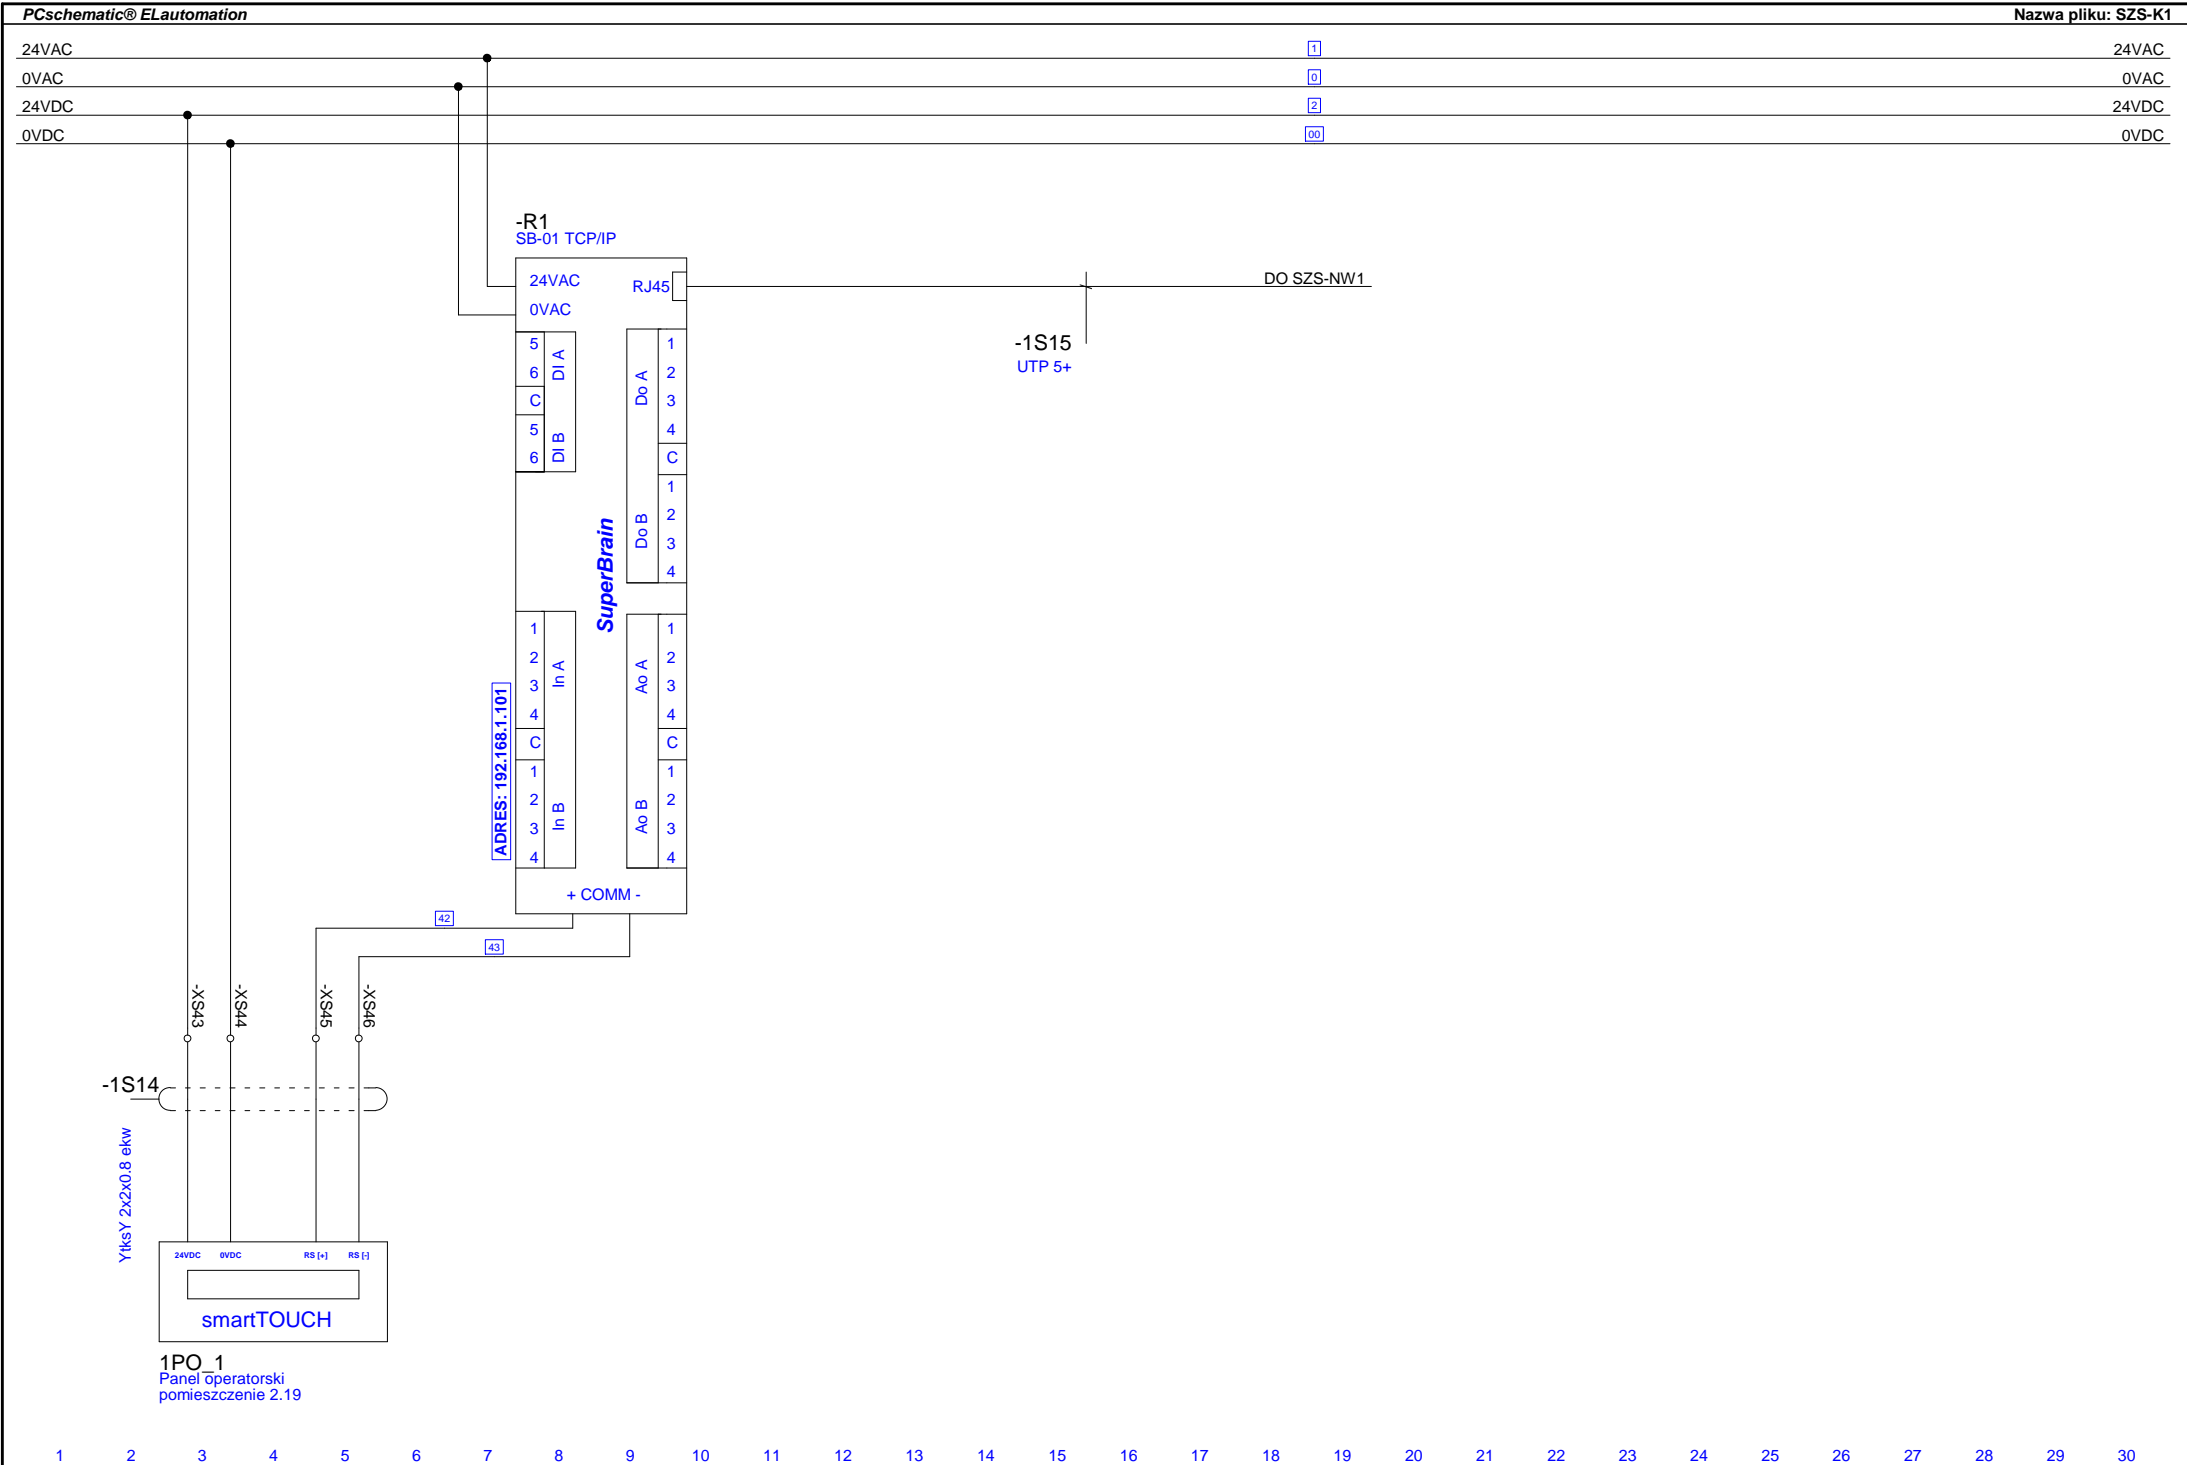 PCschematic® ELautomation
Nazwa pliku: SZS-K1
24VAC 1 24VAC
0VAC 0 0VAC
24VDC 2 24VDC
0VDC 00 0VDC
-R1
SB-01 TCP/IP
24VAC
RJ45
0VAC
DO SZS-NW1
-1S15
UTP 5+
5
6
C
5
6
DI A
DI B
Do A
Do B
1
2
3
4
C
1
2
3
4
SuperBrain
ADRES: 192.168.1.101
1
2
3
4
C
1
2
3
4
In A
In B
Ao A
Ao B
1
2
3
4
C
1
2
3
4
+ COMM -
42
43
-XS43
-XS44
-XS45
-XS46
-1S14
YtksY 2x2x0.8 ekw
24VDC 0VDC RS [+] RS [-]
smartTOUCH
1PO_1
Panel operatorski
pomieszczenie 2.19
1 2 3 4 5 6 7 8 9 10 11 12 13 14 15 16 17 18 19 20 21 22 23 24 25 26 27 28 29 30